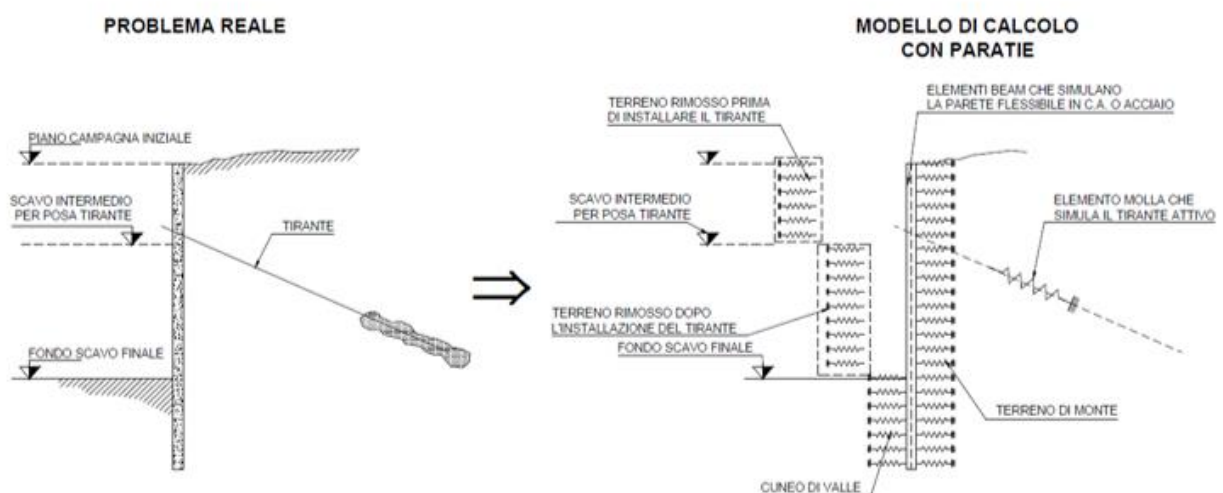 PROBLEMA REALE
PIANO CAMPAGNA INIZIALE
SCAVO INTERMEDIO
PER POSA TIRANTE
TIRANTE
FONDO SCAVO FINALE
MODELLO DI CALCOLO
CON PARATIE
TERRENO RIMOSSO PRIMA
DI INSTALLARE IL TIRANTE
ELEMENTI BEAM CHE SIMULANO
LA PARETE FLESSIBILE IN C.A. O ACCIAIO
SCAVO INTERMEDIO
PER POSA TIRANTE
ELEMENTO MOLLA CHE
SIMULA IL TIRANTE ATTIVO
TERRENO RIMOSSO DOPO
L'INSTALLAZIONE DEL TIRANTE
FONDO SCAVO FINALE
TERRENO DI MONTE
CUNEO DI VALLE